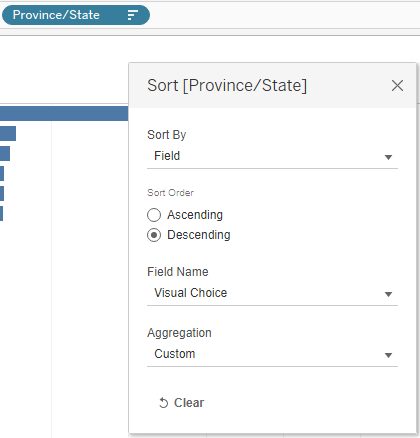 Province/State
Sort [Province/State]
Sort By
Field
Sort Order
Ascending
Descending
Field Name
Visual Choice
Aggregation
Custom
Clear